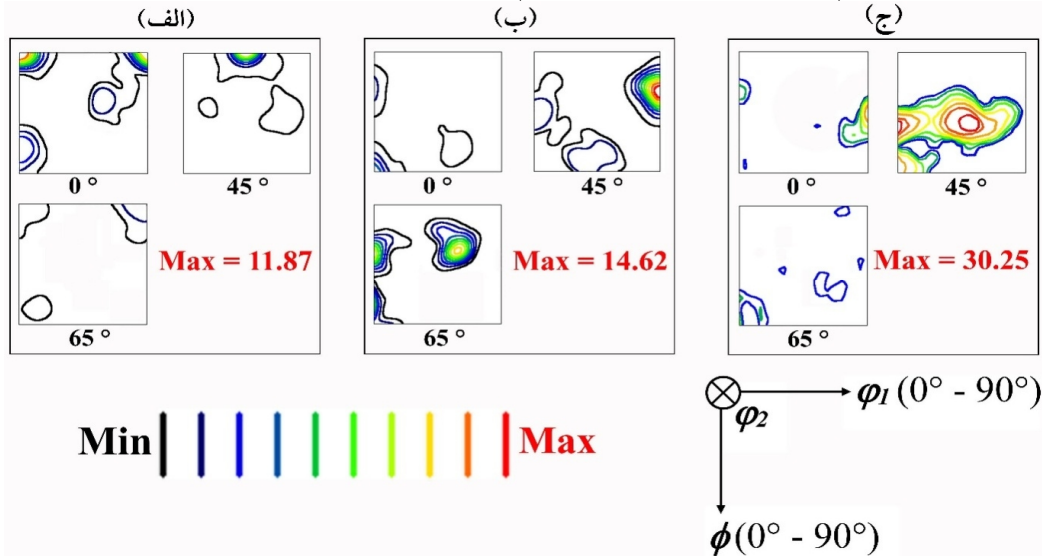 (الف)
(ب)
(ج)
0 °
45 °
65 °
Max = 11.87
0 °
45 °
65 °
Max = 14.62
0 °
45 °
65 °
Max = 30.25
Min
Max
φ1 (0° - 90°)
φ2
ϕ (0° - 90°)